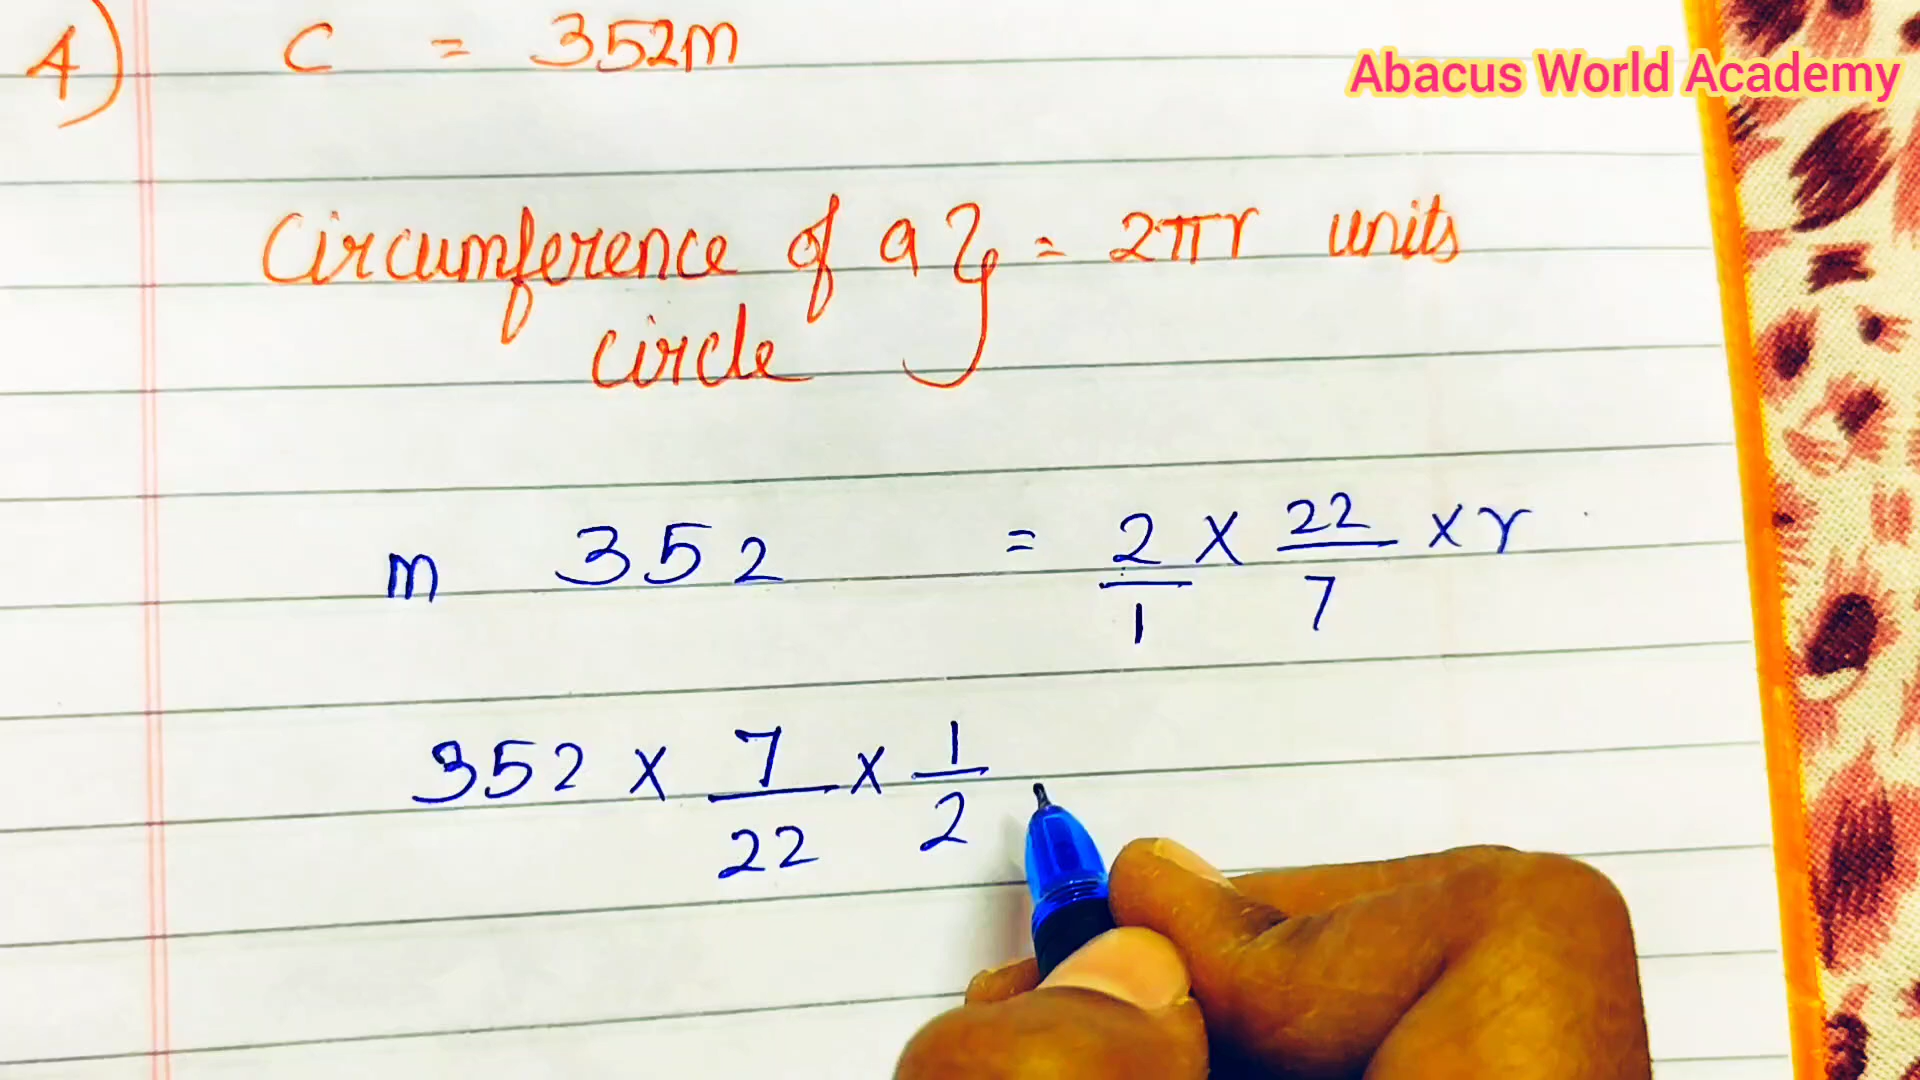 4) C = 352m
Abacus World Academy
Circumference of a } = 2πr units
circle
m 352 = 2/1 × 22/7 × r
352 × 7/22 × 1/2